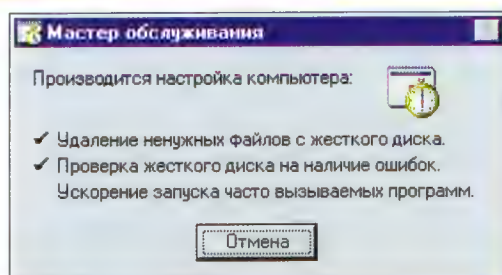 Мастер обслуживания
Производится настройка компьютера:
✔ Удаление ненужных файлов с жесткого диска.
✔ Проверка жесткого диска на наличие ошибок.
Ускорение запуска часто вызываемых программ.
Отмена